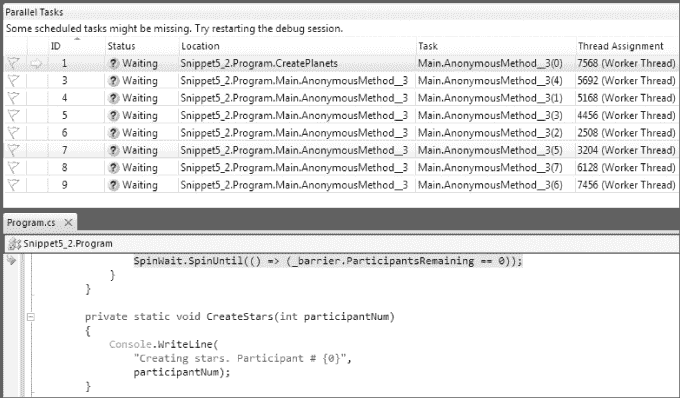 Parallel Tasks
Some scheduled tasks might be missing. Try restarting the debug session.
ID Status Location Task Thread Assignment
1 Waiting Snippet5_2.Program.CreatePlanets Main.AnonymousMethod__3(0) 7568 (Worker Thread)
3 Waiting Snippet5_2.Program.Main.AnonymousMethod__3 Main.AnonymousMethod__3(4) 5692 (Worker Thread)
4 Waiting Snippet5_2.Program.Main.AnonymousMethod__3 Main.AnonymousMethod__3(1) 5168 (Worker Thread)
5 Waiting Snippet5_2.Program.Main.AnonymousMethod__3 Main.AnonymousMethod__3(3) 4456 (Worker Thread)
6 Waiting Snippet5_2.Program.Main.AnonymousMethod__3 Main.AnonymousMethod__3(2) 2508 (Worker Thread)
7 Waiting Snippet5_2.Program.Main.AnonymousMethod__3 Main.AnonymousMethod__3(5) 3204 (Worker Thread)
8 Waiting Snippet5_2.Program.Main.AnonymousMethod__3 Main.AnonymousMethod__3(7) 6128 (Worker Thread)
9 Waiting Snippet5_2.Program.Main.AnonymousMethod__3 Main.AnonymousMethod__3(6) 7456 (Worker Thread)
Program.cs
Snippet5_2.Program
SpinWait.SpinUntil(() => (_barrier.ParticipantsRemaining == 0));
}
}
private static void CreateStars(int participantNum)
{
Console.WriteLine(
"Creating stars. Participant # {0}",
participantNum);
}